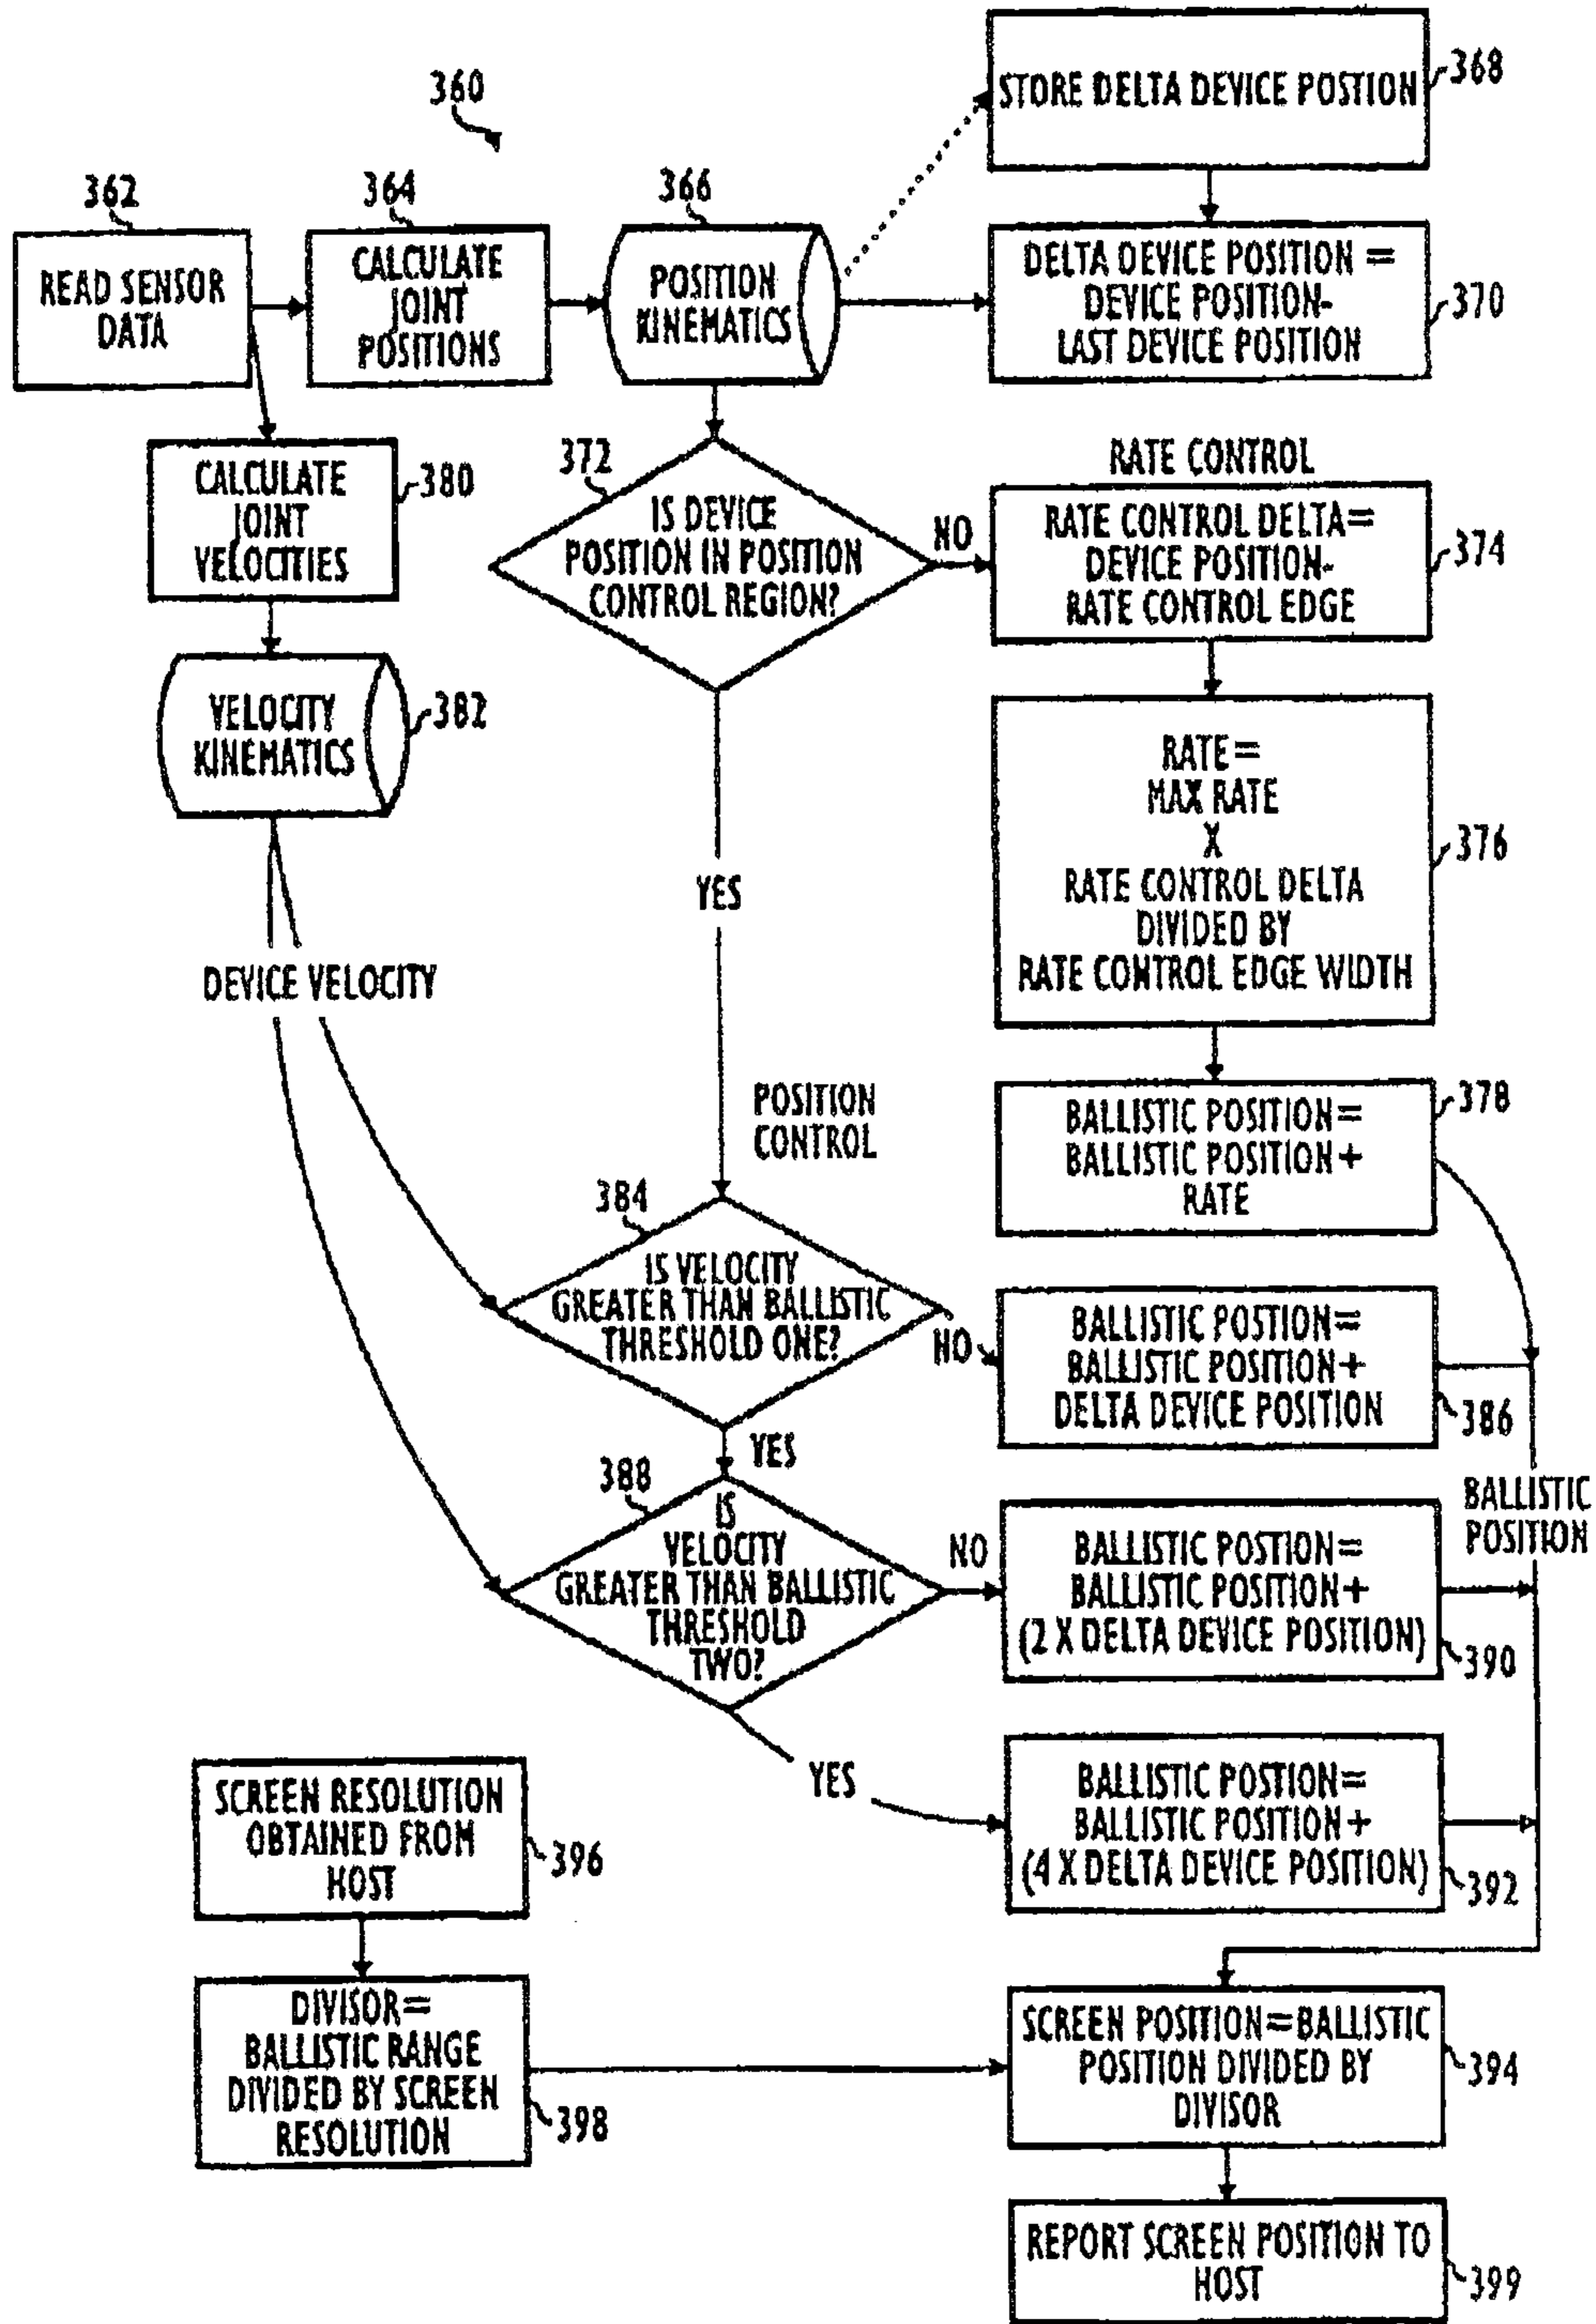 360
STORE DELTA DEVICE POSTION
368
362
READ SENSOR
DATA
364
CALCULATE
JOINT
POSITIONS
366
POSITION
KINEMATICS
DELTA DEVICE POSITION =
DEVICE POSITION-
LAST DEVICE POSITION
370
CALCULATE
JOINT
VELOCITIES
380
372
IS DEVICE
POSITION IN POSITION
CONTROL REGION?
NO
RATE CONTROL
RATE CONTROL DELTA=
DEVICE POSITION-
RATE CONTROL EDGE
374
VELOCITY
KINEMATICS
382
RATE=
MAX RATE
X
RATE CONTROL DELTA
DIVIDED BY
RATE CONTROL EDGE WIDTH
376
YES
DEVICE VELOCITY
POSITION
CONTROL
BALLISTIC POSITION=
BALLISTIC POSITION+
RATE
378
384
IS VELOCITY
GREATER THAN BALLISTIC
THRESHOLD ONE?
NO
BALLISTIC POSTION=
BALLISTIC POSITION+
DELTA DEVICE POSITION
386
YES
388
IS
VELOCITY
GREATER THAN BALLISTIC
THRESHOLD
TWO?
NO
BALLISTIC POSTION=
BALLISTIC POSITION+
(2 X DELTA DEVICE POSITION)
390
BALLISTIC
POSITION
YES
BALLISTIC POSTION=
BALLISTIC POSITION+
(4 X DELTA DEVICE POSITION)
392
SCREEN RESOLUTION
OBTAINED FROM
HOST
396
DIVISOR=
BALLISTIC RANGE
DIVIDED BY SCREEN
RESOLUTION
398
SCREEN POSITION=BALLISTIC
POSITION DIVIDED BY
DIVISOR
394
REPORT SCREEN POSITION TO
HOST
399